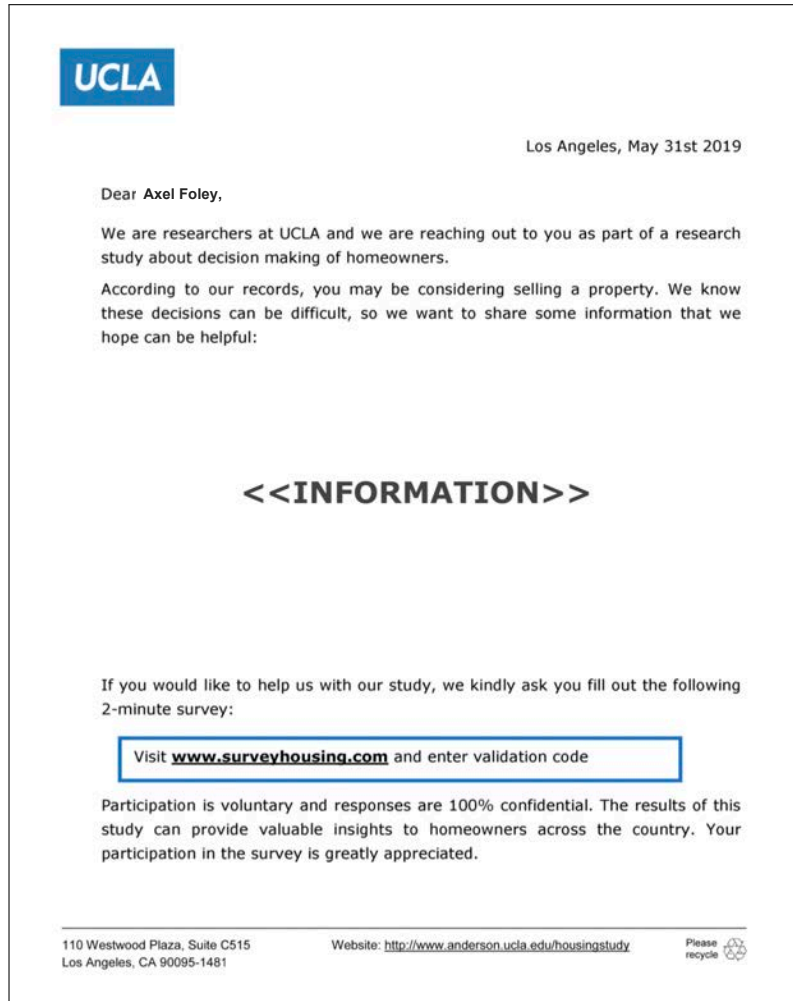 UCLA
Los Angeles, May 31st 2019
Dear Axel Foley,
We are researchers at UCLA and we are reaching out to you as part of a research
study about decision making of homeowners.
According to our records, you may be considering selling a property. We know
these decisions can be difficult, so we want to share some information that we
hope can be helpful:
<<INFORMATION>>
If you would like to help us with our study, we kindly ask you fill out the following
2-minute survey:
Visit www.surveyhousing.com and enter validation code
Participation is voluntary and responses are 100% confidential. The results of this
study can provide valuable insights to homeowners across the country. Your
participation in the survey is greatly appreciated.
110 Westwood Plaza, Suite C515
Los Angeles, CA 90095-1481
Website: http://www.anderson.ucla.edu/housingstudy
Please
recycle